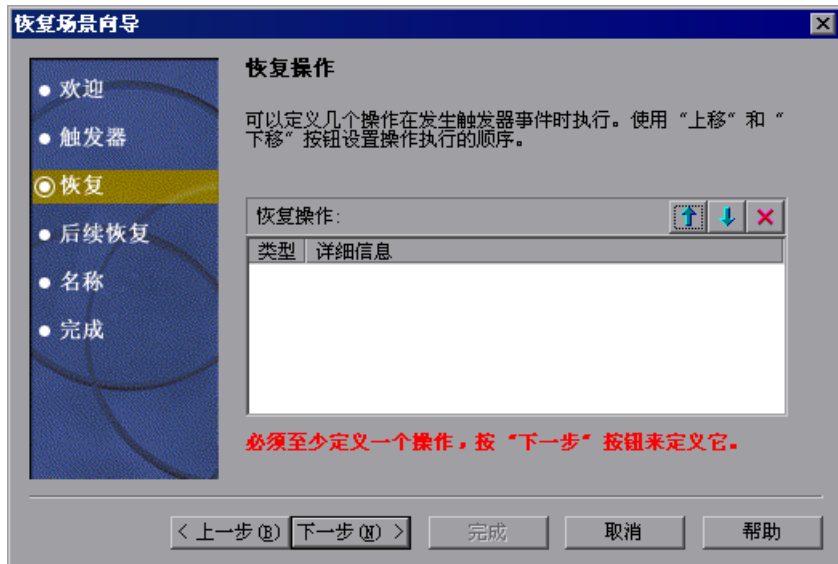 恢复场景向导
欢迎
触发器
恢复
后续恢复
名称
完成
恢复操作
可以定义几个操作在发生触发器事件时执行。使用“上移”和“
下移”按钮设置操作执行的顺序。
恢复操作:
类型 详细信息
必须至少定义一个操作，按“下一步”按钮来定义它。
< 上一步(B) 下一步(N) > 完成 取消 帮助